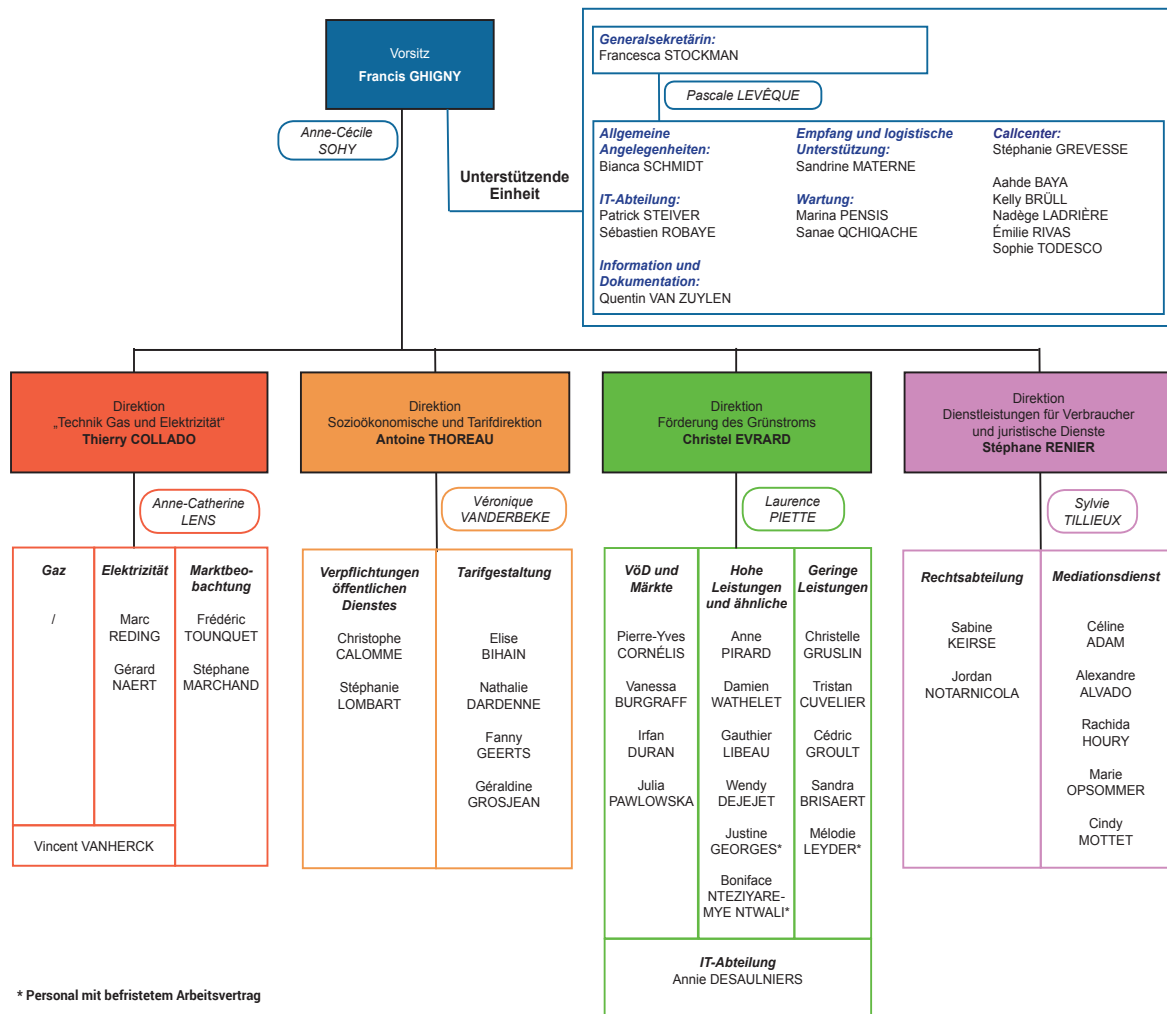 Vorsitz
Francis GHIGNY
Anne-Cécile
SOHY
Unterstützende
Einheit
Generalsekretärin:
Francesca STOCKMAN
Pascale LEVÊQUE
Allgemeine
Angelegenheiten:
Bianca SCHMIDT
IT-Abteilung:
Patrick STEIVER
Sébastien ROBAYE
Information und
Dokumentation:
Quentin VAN ZUYLEN
Empfang und logistische
Unterstützung:
Sandrine MATERNE
Wartung:
Marina PENSIS
Sanae QCHIQACHE
Callcenter:
Stéphanie GREVESSE
Aahde BAYA
Kelly BRÜLL
Nadège LADRIÈRE
Émilie RIVAS
Sophie TODESCO
Direktion
„Technik Gas und Elektrizität“
Thierry COLLADO
Anne-Catherine
LENS
Gaz
/
Elektrizität
Marc
REDING
Gérard
NAERT
Marktbeo-
bachtung
Frédéric
TOUNQUET
Stéphane
MARCHAND
Vincent VANHERCK
Direktion
Sozioökonomische und Tarifdirektion
Antoine THOREAU
Véronique
VANDERBEKE
Verpflichtungen
öffentlichen
Dienstes
Christophe
CALOMME
Stéphanie
LOMBART
Tarifgestaltung
Elise
BIHAIN
Nathalie
DARDENNE
Fanny
GEERTS
Géraldine
GROSJEAN
Direktion
Förderung des Grünstroms
Christel EVRARD
Laurence
PIETTE
VöD und
Märkte
Pierre-Yves
CORNÉLIS
Vanessa
BURGRAFF
Irfan
DURAN
Julia
PAWLOWSKA
Hohe
Leistungen
und ähnliche
Anne
PIRARD
Damien
WATHELET
Gauthier
LIBEAU
Wendy
DEJEJET
Justine
GEORGES*
Boniface
NTEZIYARE-
MYE NTWALI*
Geringe
Leistungen
Christelle
GRUSLIN
Tristan
CUVELIER
Cédric
GROULT
Sandra
BRISAERT
Mélodie
LEYDER*
IT-Abteilung
Annie DESAULNIERS
Direktion
Dienstleistungen für Verbraucher
und juristische Dienste
Stéphane RENIER
Sylvie
TILLIEUX
Rechtsabteilung
Sabine
KEIRSE
Jordan
NOTARNICOLA
Mediationsdienst
Céline
ADAM
Alexandre
ALVADO
Rachida
HOURY
Marie
OPSOMMER
Cindy
MOTTET
* Personal mit befristetem Arbeitsvertrag